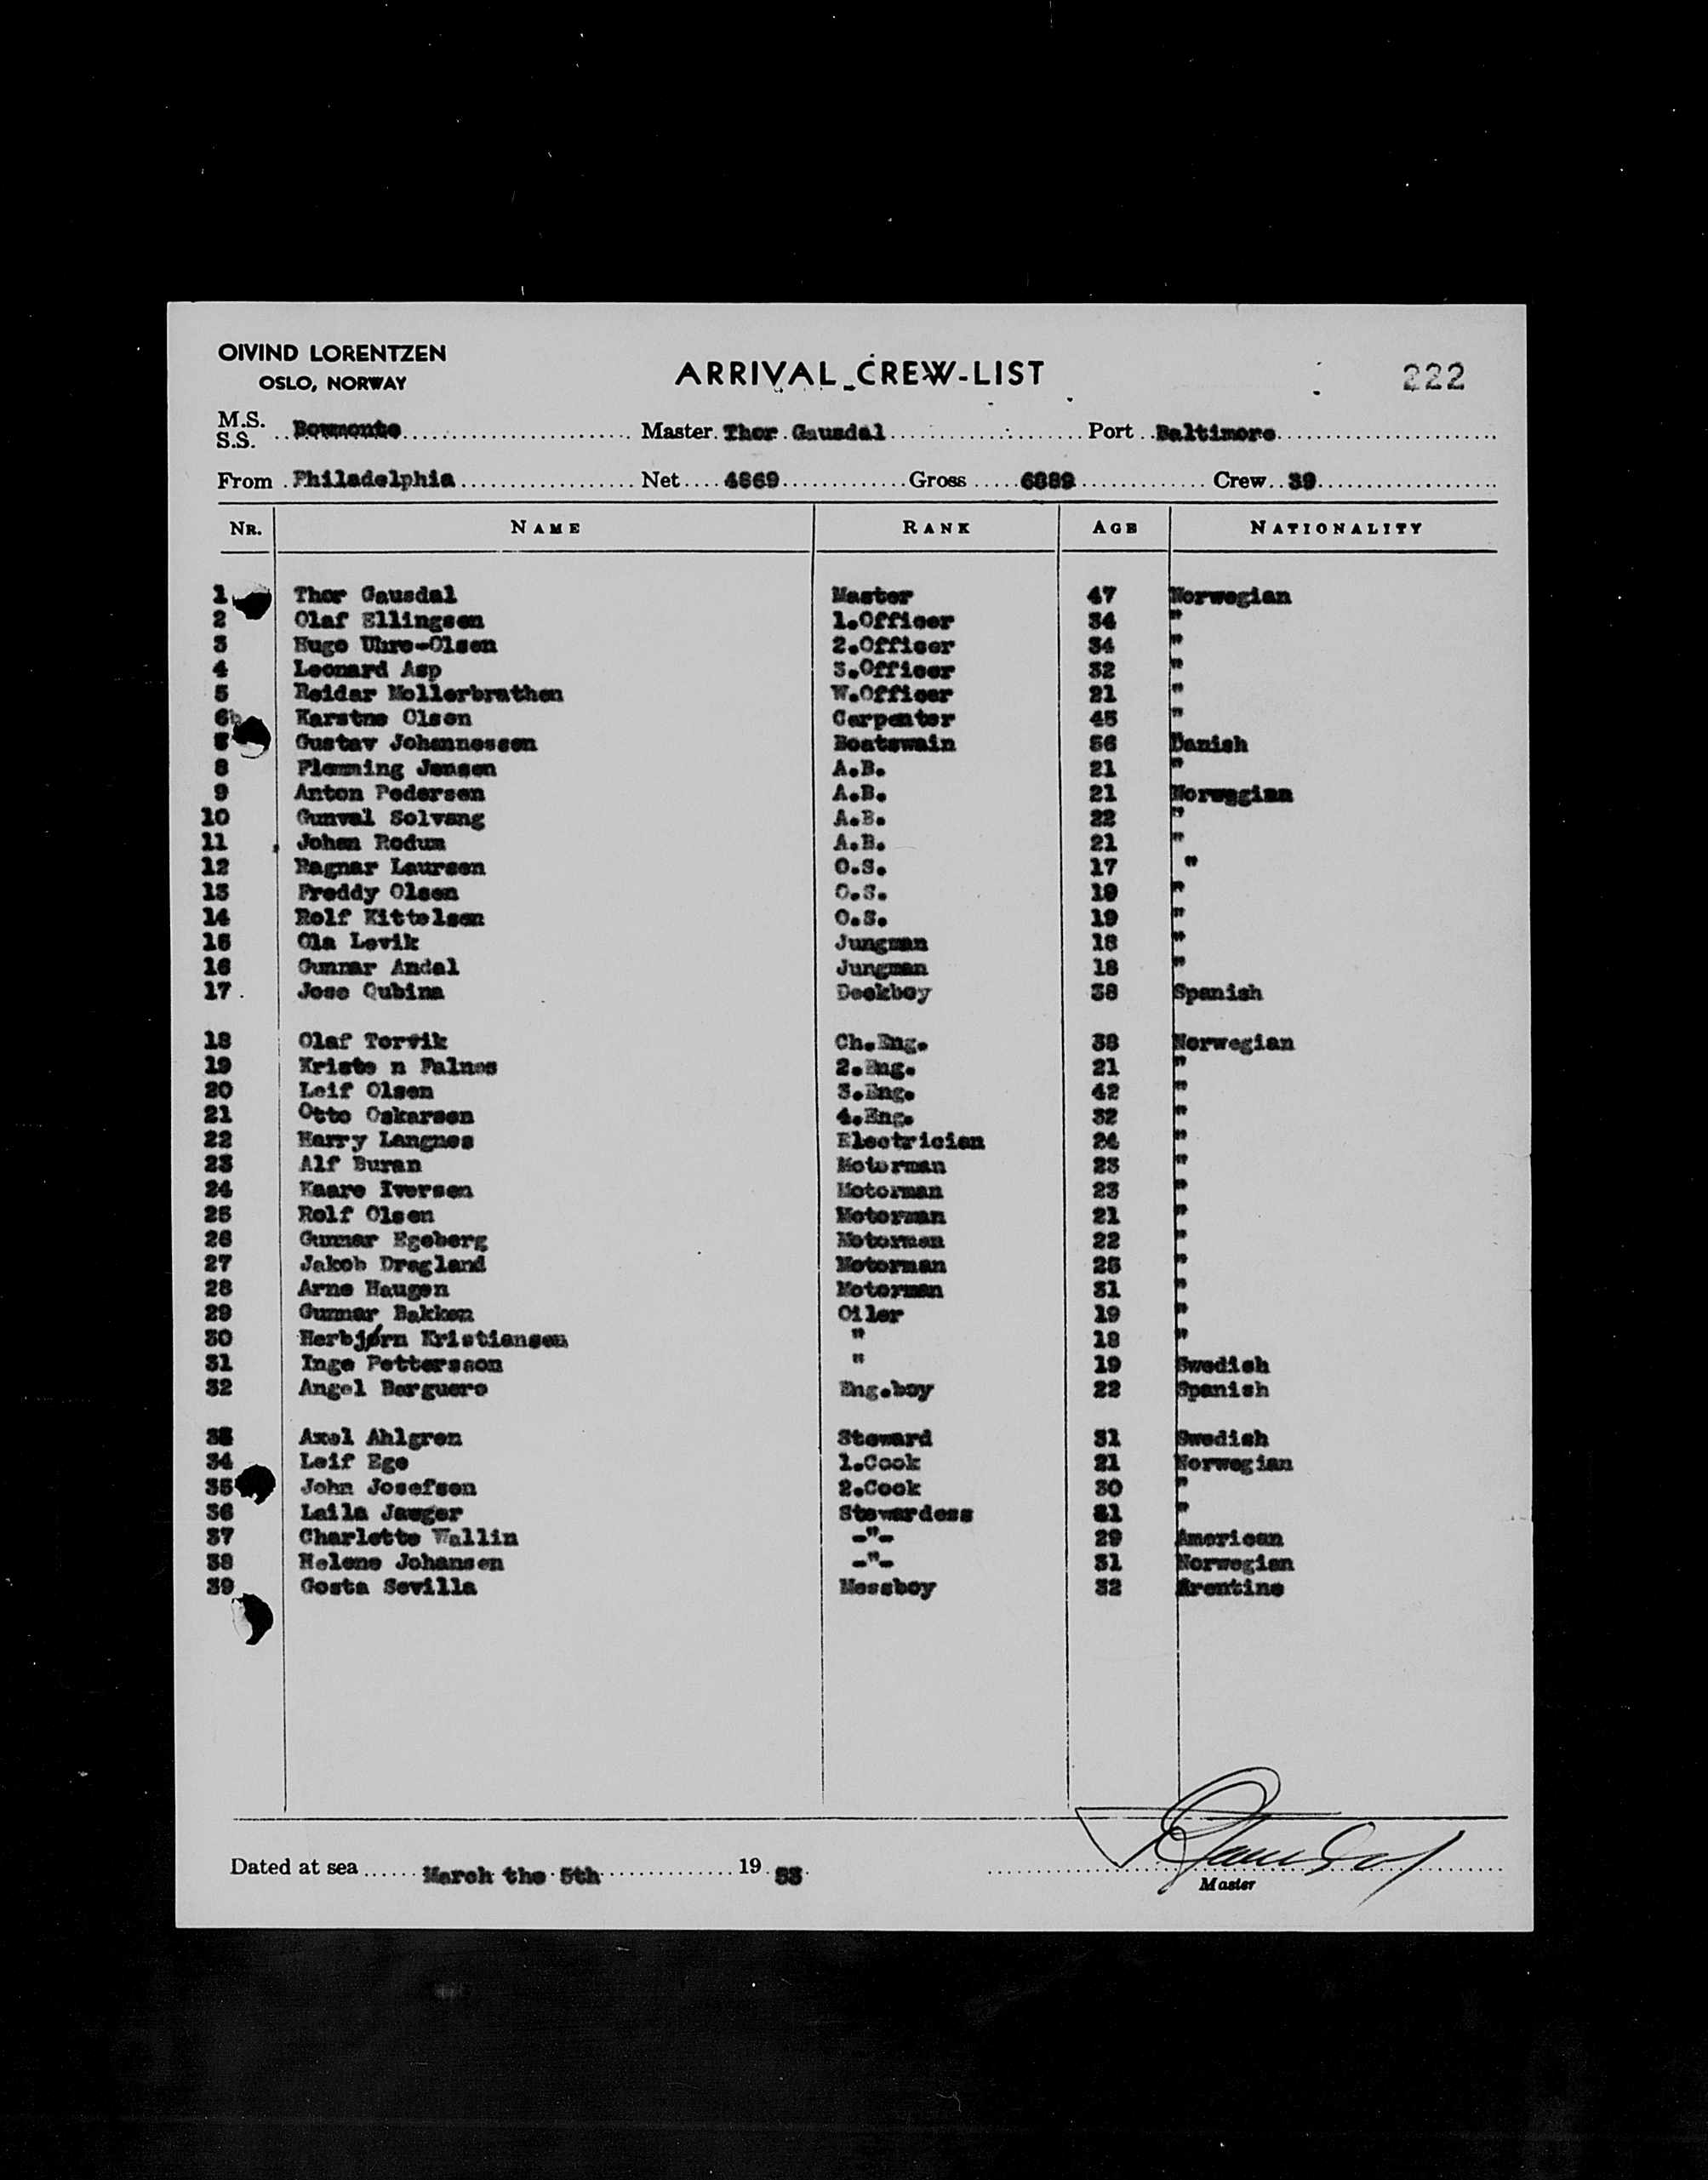 OIVIND LORENTZEN
OSLO, NORWAY
ARRIVAL CREW-LIST
222
M.S.
S.S. Bowmonte Master Thor Gausdal Port Baltimore
From Philadelphia Net 4869 Gross 6889 Crew 39
NR. NAME RANK AGE NATIONALITY
1 Thor Gausdal Master 47 Norwegian
2 Olaf Ellingsen 1.Officer 34 "
3 Hugo Uhre-Olsen 2.Officer 34 "
4 Leonard Asp 3.Officer 32 "
5 Reidar Mollerbrathen W.Officer 21 "
6 Karstne Olsen Carpenter 45 "
Gustav Johannessen Boatswain 56 Danish
8 Flemming Jensen A.B. 21 "
9 Anton Pedersen A.B. 21 Norwegian
10 Gunval Solvang A.B. 22 "
11 Johan Rodum A.B. 21 "
12 Ragnar Laursen O.S. 17 "
13 Freddy Olsen O.S. 19 "
14 Rolf Kittelsen O.S. 19 "
15 Ola Lovik Jungman 18 "
16 Gunnar Andal Jungman 18 "
17 Jose Qubina Deckboy 38 Spanish
18 Olaf Torvik Ch.Eng. 38 Norwegian
19 Kriste n Falnes 2.Eng. 21 "
20 Leif Olsen 3.Eng. 42 "
21 Otto Oskarsen 4.Eng. 32 "
22 Harry Langnes Electrician 24 "
23 Alf Buran Motorman 23 "
24 Kaare Iversen Motorman 23 "
25 Rolf Olsen Motorman 21 "
26 Gunnar Egeberg Motorman 22 "
27 Jakob Dragland Motorman 25 "
28 Arne Haugen Motorman 31 "
29 Gunnar Bakken Oiler 19 "
30 Herbjørn Kristiansen " 18 "
31 Inge Pettersson " 19 Swedish
32 Angel Berguero Eng.boy 22 Spanish
33 Axel Ahlgren Steward 31 Swedish
34 Leif Ege 1.Cook 21 Norwegian
35 John Josefsen 2.Cook 30 "
36 Laila Jaeger Stewardess 21 "
37 Charlotte Wallin -"- 29 American
38 Helene Johansen -"- 31 Norwegian
39 Gosta Sevilla Messboy 32 Arentine
Dated at sea March the 5th 19 53
Master